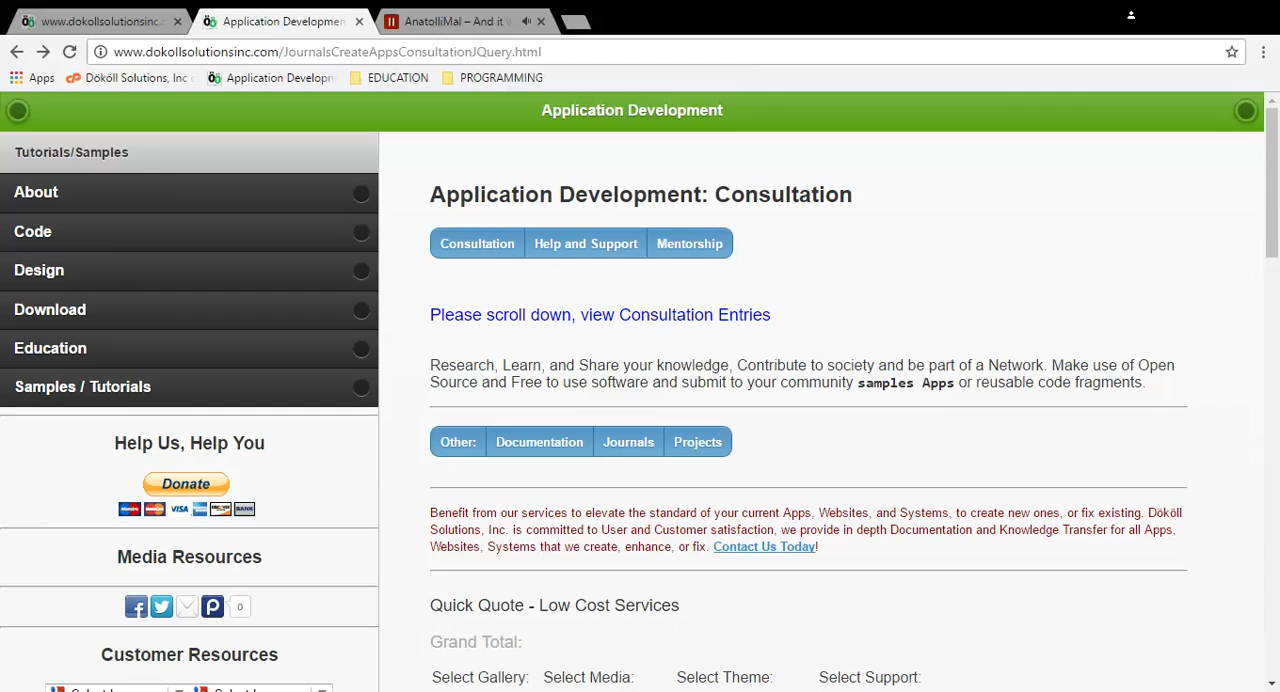 www.dokollsolutionsinc.
Application Developmen
AnatolliMal – And it v
www.dokollsolutionsinc.com/JournalsCreateAppsConsultationJQuery.html
Apps
Dököll Solutions, Inc
Application Developm
EDUCATION
PROGRAMMING
Application Development
Tutorials/Samples
About
Code
Design
Download
Education
Samples / Tutorials
Help Us, Help You
Donate
VISA
BANK
Media Resources
0
Customer Resources
Application Development: Consultation
Consultation Help and Support Mentorship
Please scroll down, view Consultation Entries
Research, Learn, and Share your knowledge, Contribute to society and be part of a Network. Make use of Open
Source and Free to use software and submit to your community samples Apps or reusable code fragments.
Other: Documentation Journals Projects
Benefit from our services to elevate the standard of your current Apps, Websites, and Systems, to create new ones, or fix existing. Dököll
Solutions, Inc. is committed to User and Customer satisfaction, we provide in depth Documentation and Knowledge Transfer for all Apps,
Websites, Systems that we create, enhance, or fix. Contact Us Today!
Quick Quote - Low Cost Services
Grand Total:
Select Gallery: Select Media: Select Theme: Select Support: